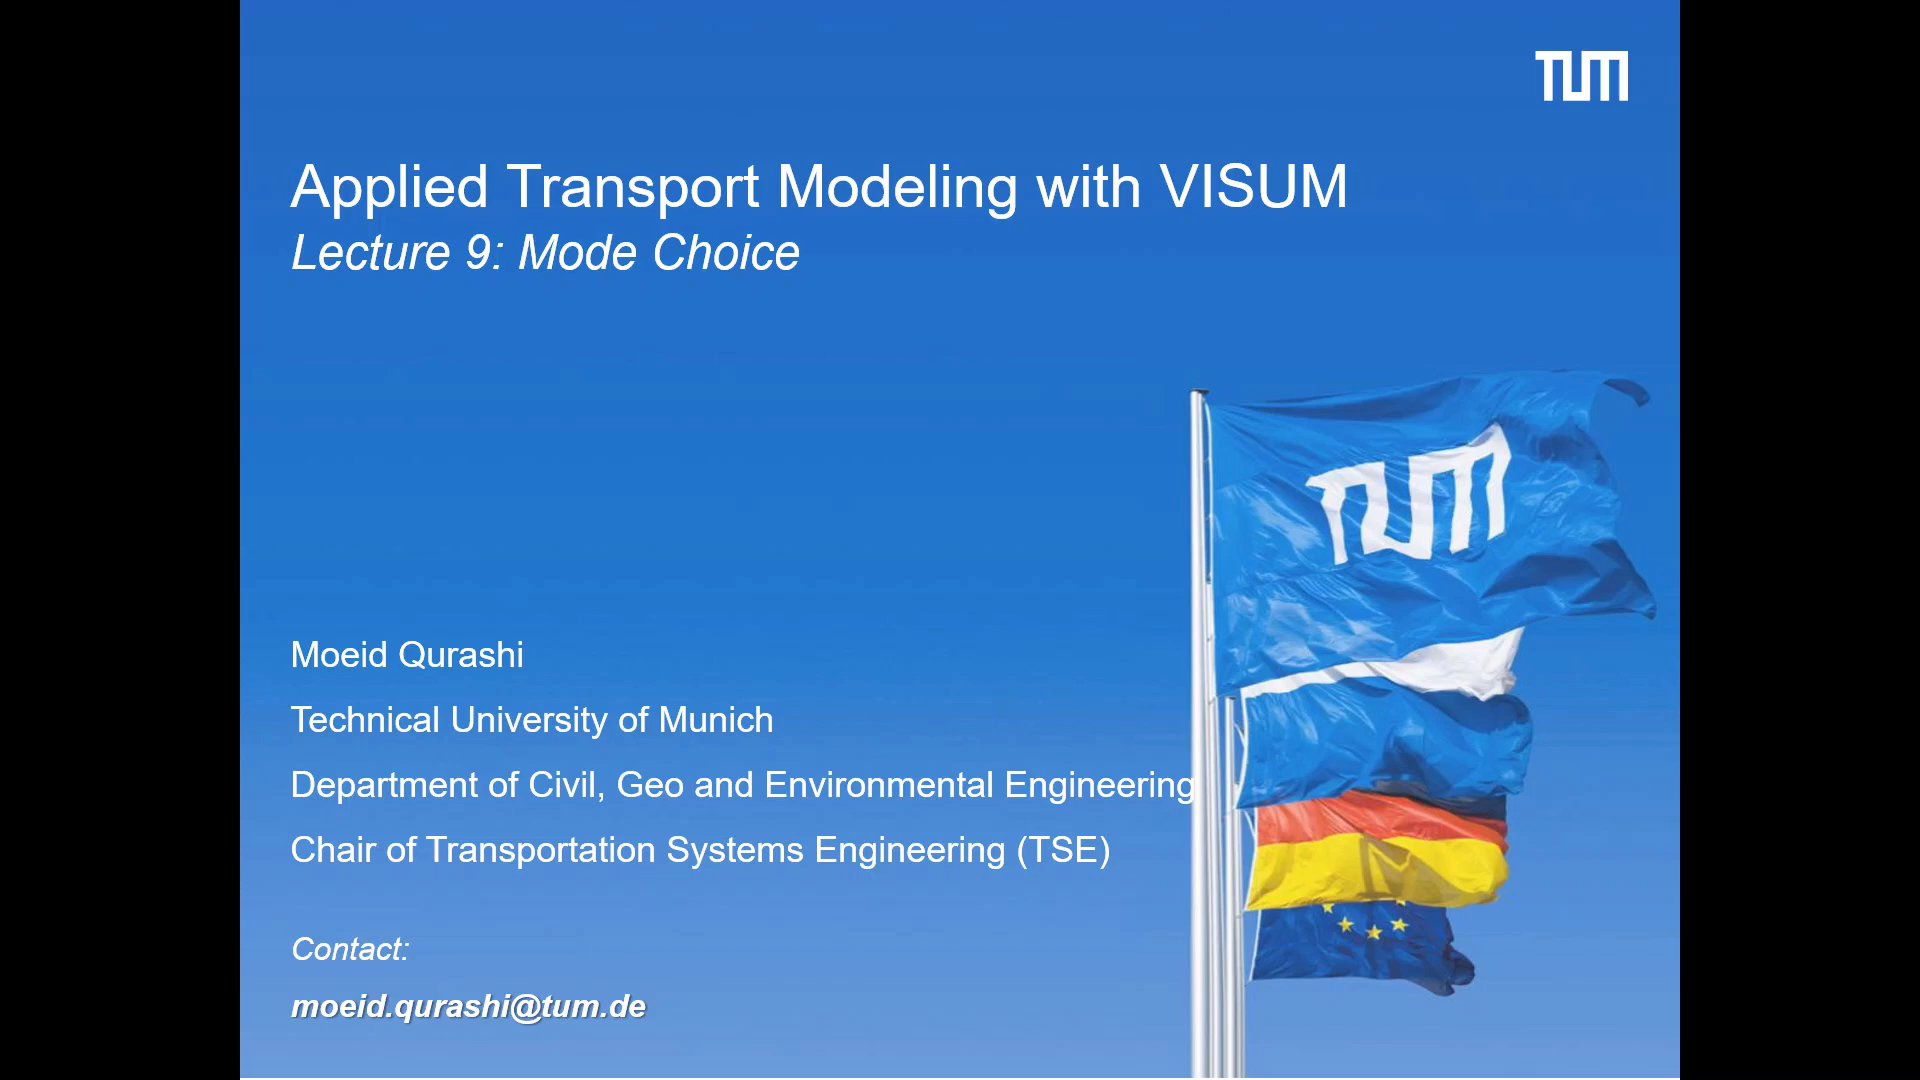 TUM
Applied Transport Modeling with VISUM
Lecture 9: Mode Choice
TUM
Moeid Qurashi
Technical University of Munich
Department of Civil, Geo and Environmental Engineering
Chair of Transportation Systems Engineering (TSE)
Contact:
moeid.qurashi@tum.de